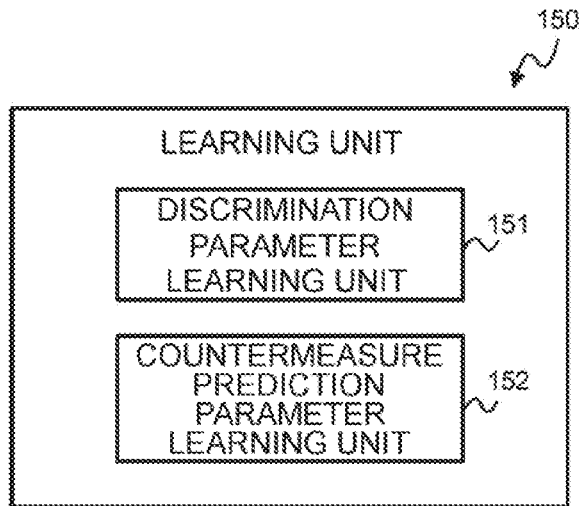 150
LEARNING UNIT
DISCRIMINATION
PARAMETER
LEARNING UNIT
151
COUNTERMEASURE
PREDICTION
PARAMETER
LEARNING UNIT
152